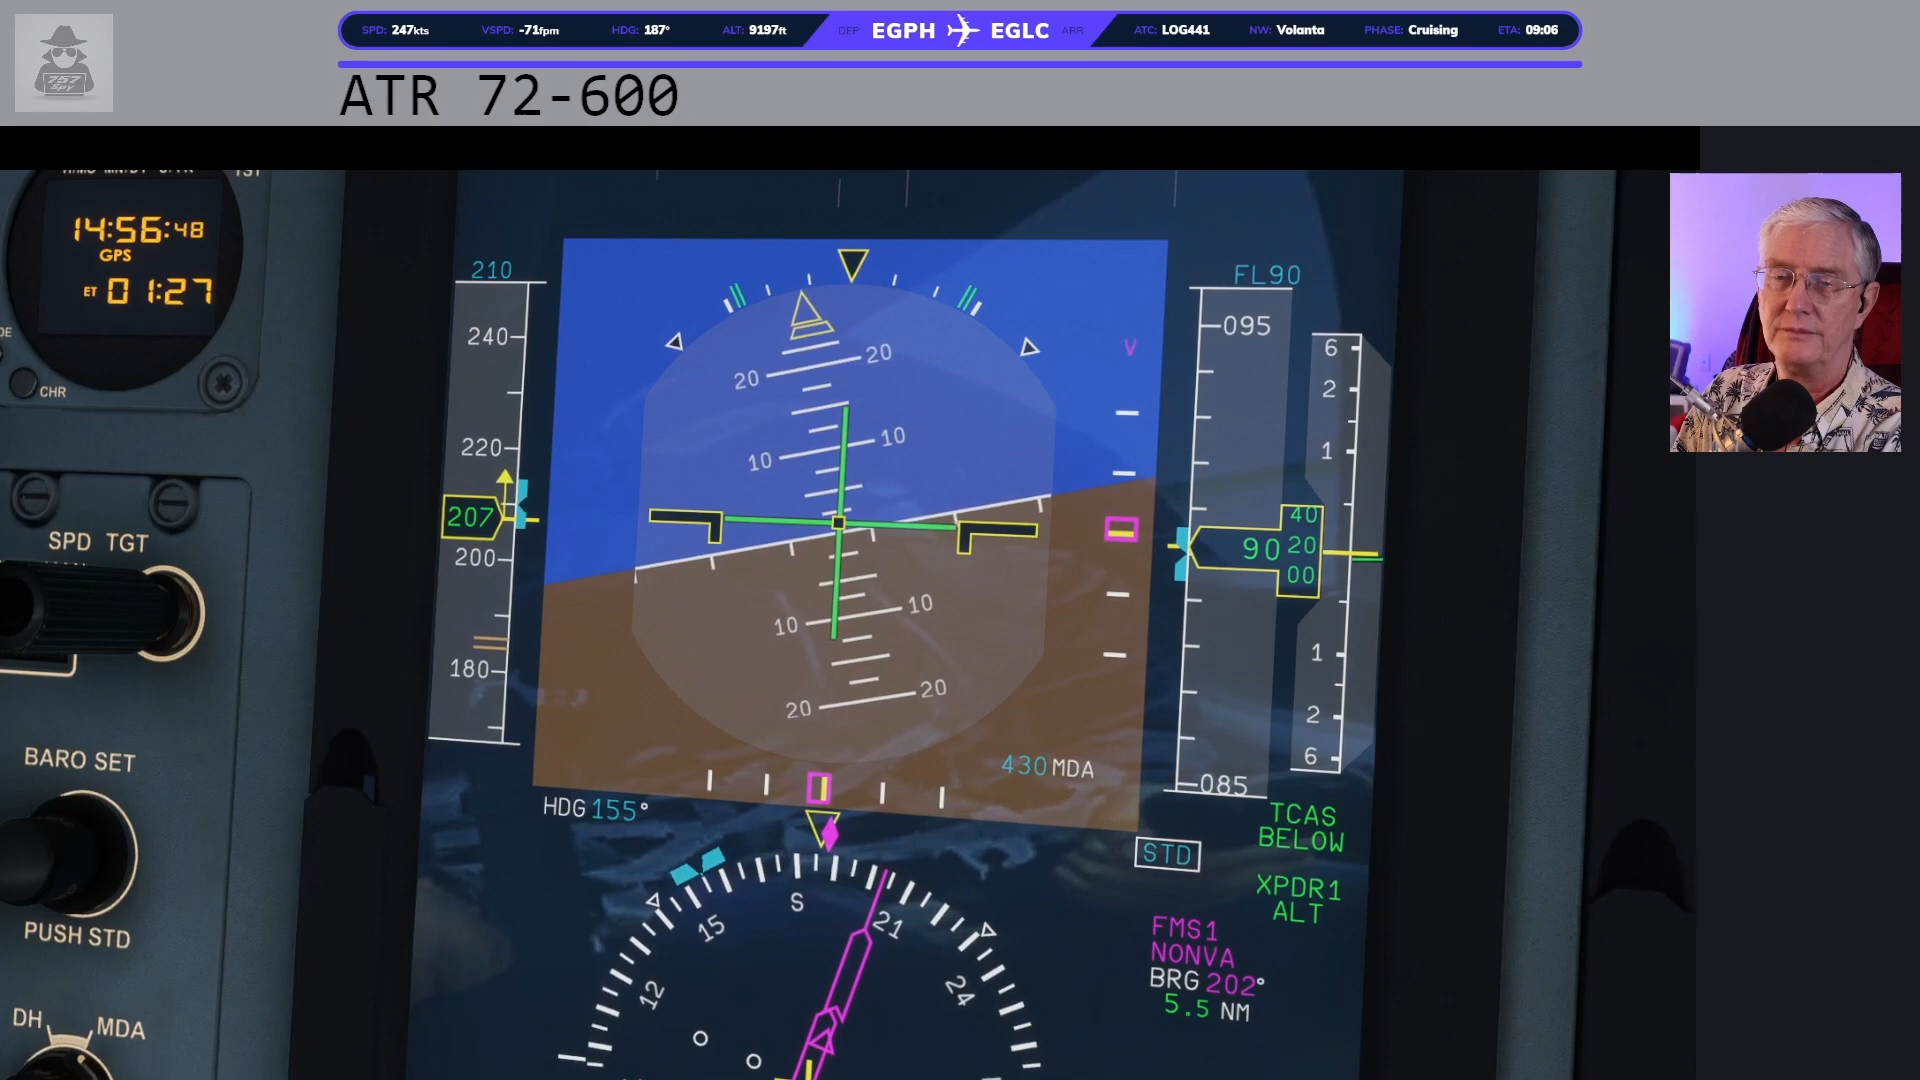 757
SPY
SPD: 247kts
VSPD: -71fpm
HDG: 187°
ALT: 9197ft
DEP EGPH EGLC ARR
ATC: LOG441
NW: Volanta
PHASE: Cruising
ETA: 09:06
ATR 72-600
14:56:48
GPS
ET 01:27
CHR
SPD TGT
BARO SET
PUSH STD
DH MDA
210
240
220
207
200
180
20 20
10 10
10 10
20 20
V
430 MDA
HDG 155°
FL90
095
90
40
20
00
085
6
2
1
1
2
6
TCAS
BELOW
STD
XPDR1
ALT
FMS1
NONVA
BRG 202°
5.5 NM
12
15
S
21
24